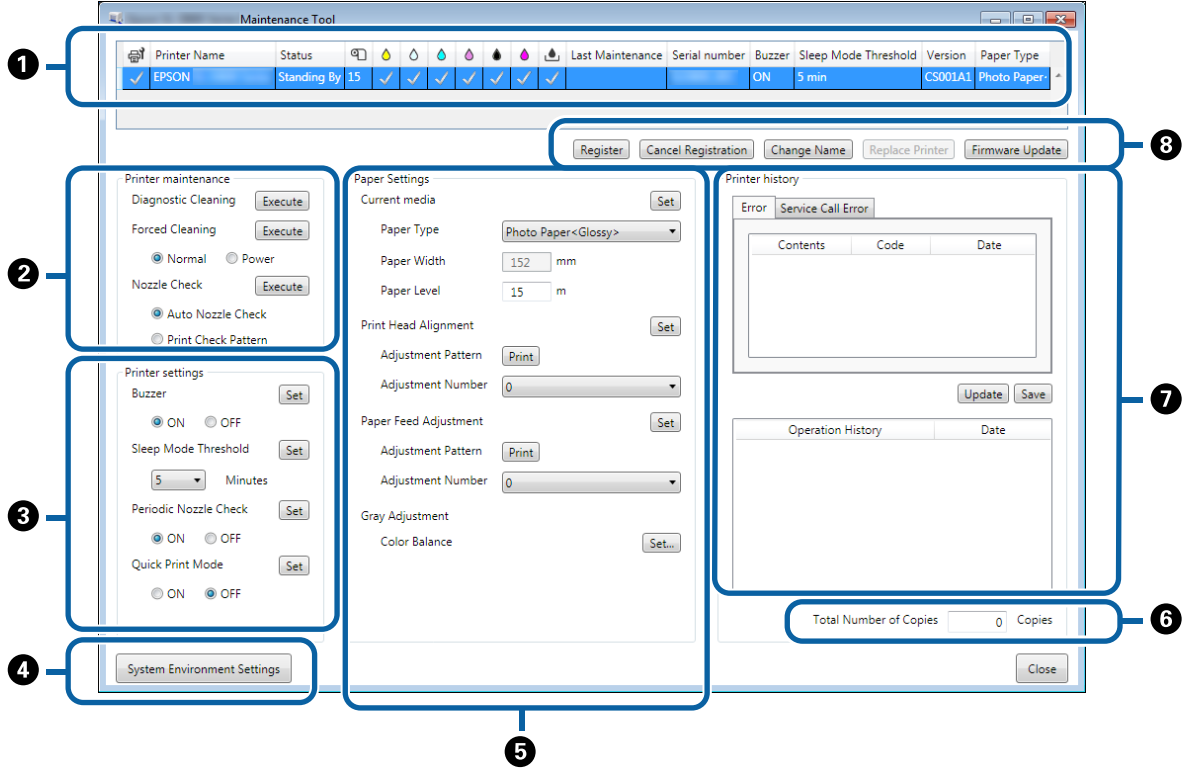 Maintenance Tool
1
Printer Name Status Last Maintenance Serial number Buzzer Sleep Mode Threshold Version Paper Type
EPSON Standing By 15 ON 5 min CS001A1 Photo Paper
Register Cancel Registration Change Name Replace Printer Firmware Update
8
Printer maintenance
Diagnostic Cleaning Execute
Forced Cleaning Execute
Normal Power
2
Nozzle Check Execute
Auto Nozzle Check
Print Check Pattern
Printer settings
Buzzer Set
ON OFF
Sleep Mode Threshold Set
5 Minutes
3
Periodic Nozzle Check Set
ON OFF
Quick Print Mode Set
ON OFF
4
System Environment Settings
Paper Settings
Current media Set
Paper Type Photo Paper<Glossy>
Paper Width 152 mm
Paper Level 15 m
Print Head Alignment Set
Adjustment Pattern Print
Adjustment Number 0
Paper Feed Adjustment Set
Adjustment Pattern Print
Adjustment Number 0
Gray Adjustment
Color Balance Set...
5
Printer history
Error Service Call Error
Contents Code Date
Update Save
7
Operation History Date
Total Number of Copies 0 Copies
6
Close